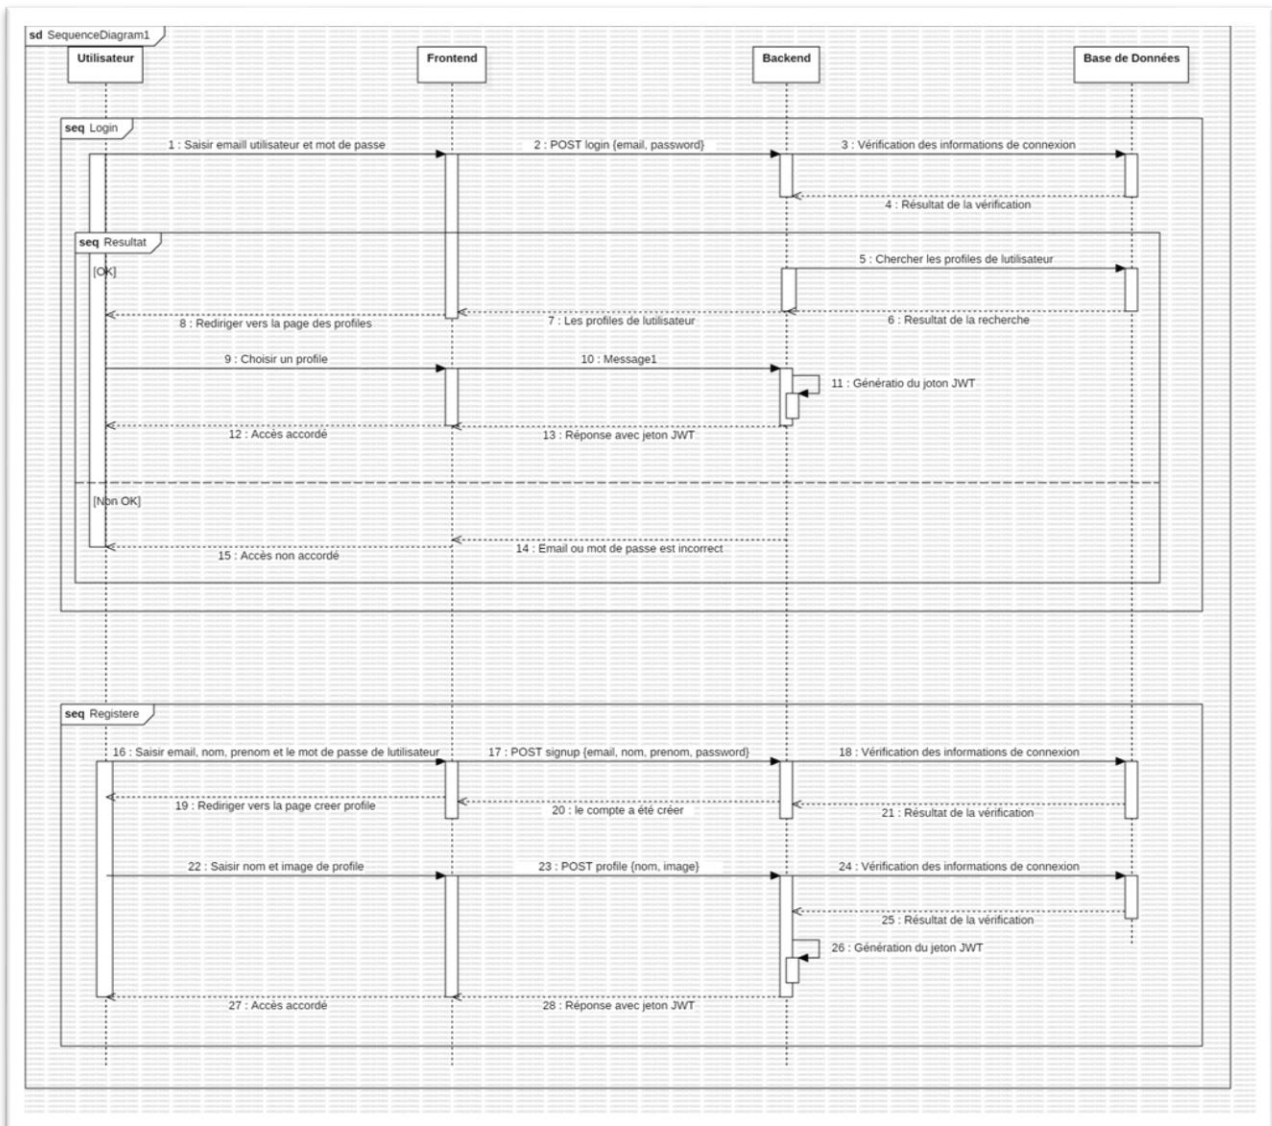 sd SequenceDiagram1
Utilisateur
Frontend
Backend
Base de Données
seq Login
1 : Saisir emaill utilisateur et mot de passe
2 : POST login {email, password}
3 : Vérification des informations de connexion
4 : Résultat de la vérification
seq Resultat
[OK]
5 : Chercher les profiles de lutilisateur
8 : Rediriger vers la page des profiles
7 : Les profiles de lutilisateur
6 : Resultat de la recherche
9 : Choisir un profile
10 : Message1
11 : Génératio du joton JWT
12 : Accès accordé
13 : Réponse avec jeton JWT
[Non OK]
15 : Accès non accordé
14 : Email ou mot de passe est incorrect
seq Registere
16 : Saisir email, nom, prenom et le mot de passe de lutilisateur
17 : POST signup {email, nom, prenom, password}
18 : Vérification des informations de connexion
19 : Rediriger vers la page creer profile
20 : le compte a été créer
21 : Résultat de la vérification
22 : Saisir nom et image de profile
23 : POST profile {nom, image}
24 : Vérification des informations de connexion
25 : Résultat de la vérification
26 : Génération du jeton JWT
27 : Accès accordé
28 : Réponse avec jeton JWT